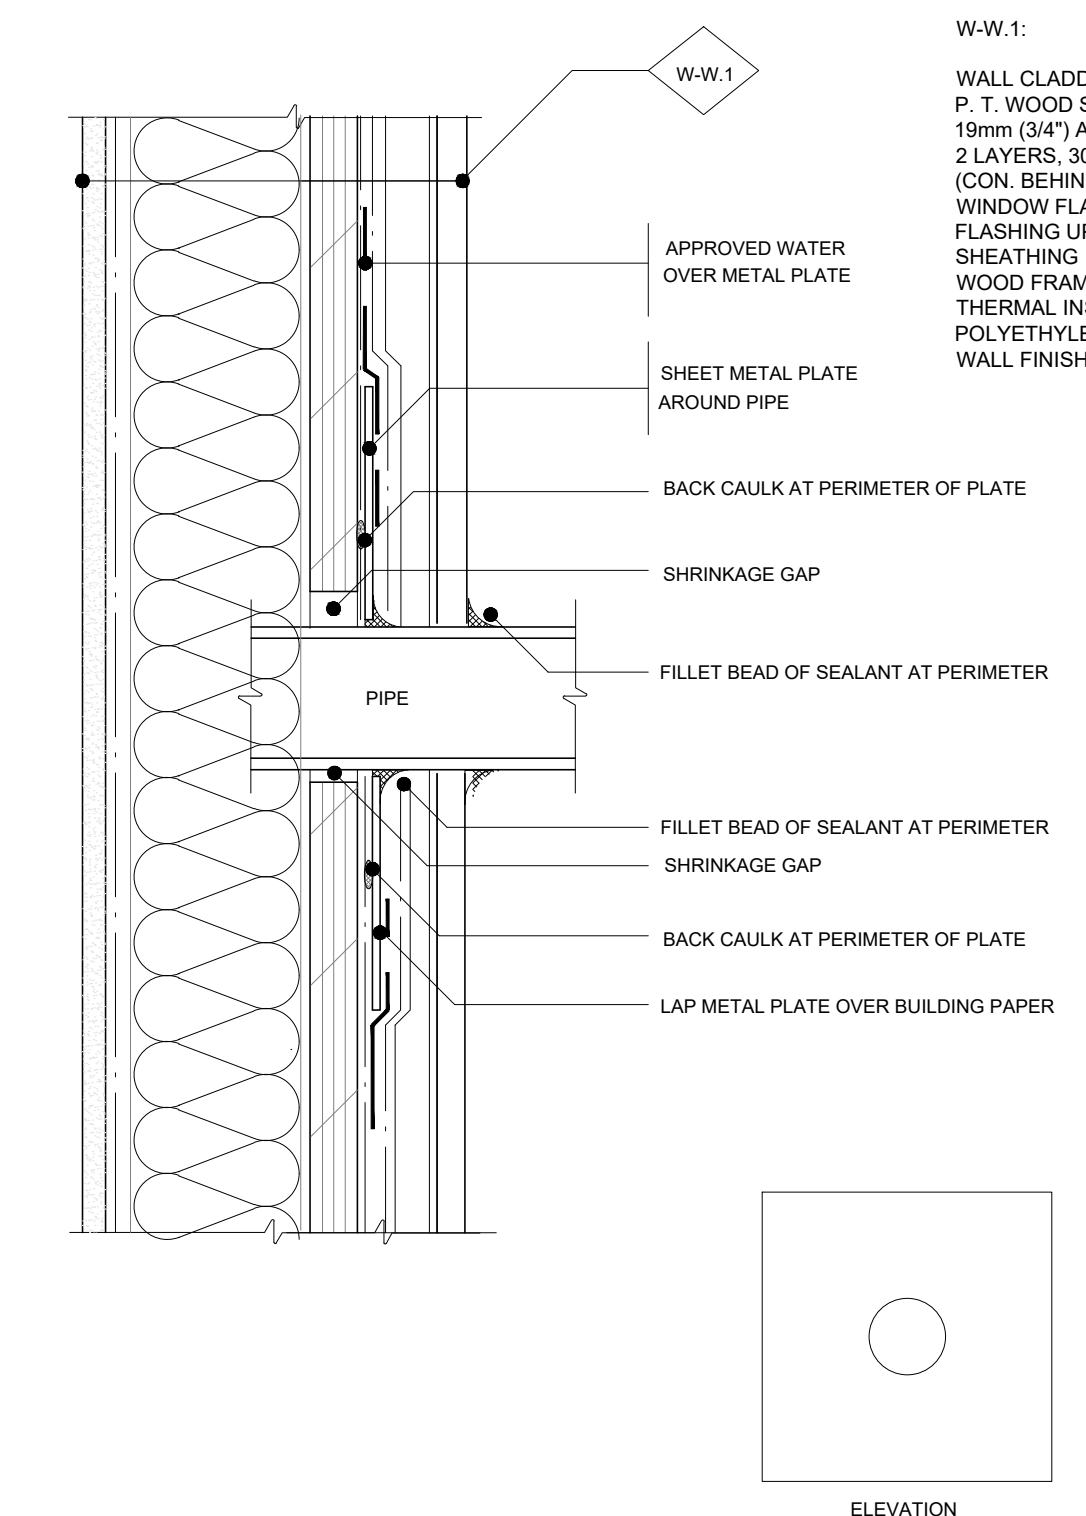 W-W.1:
W-W.1
WALL CLADD
P. T. WOOD S
19mm (3/4") A
2 LAYERS, 30
(CON. BEHIN
WINDOW FLA
FLASHING UP
SHEATHING
WOOD FRAM
THERMAL INS
POLYETHYLE
WALL FINISH
APPROVED WATER
OVER METAL PLATE
SHEET METAL PLATE
AROUND PIPE
BACK CAULK AT PERIMETER OF PLATE
SHRINKAGE GAP
FILLET BEAD OF SEALANT AT PERIMETER
PIPE
FILLET BEAD OF SEALANT AT PERIMETER
SHRINKAGE GAP
BACK CAULK AT PERIMETER OF PLATE
LAP METAL PLATE OVER BUILDING PAPER
ELEVATION